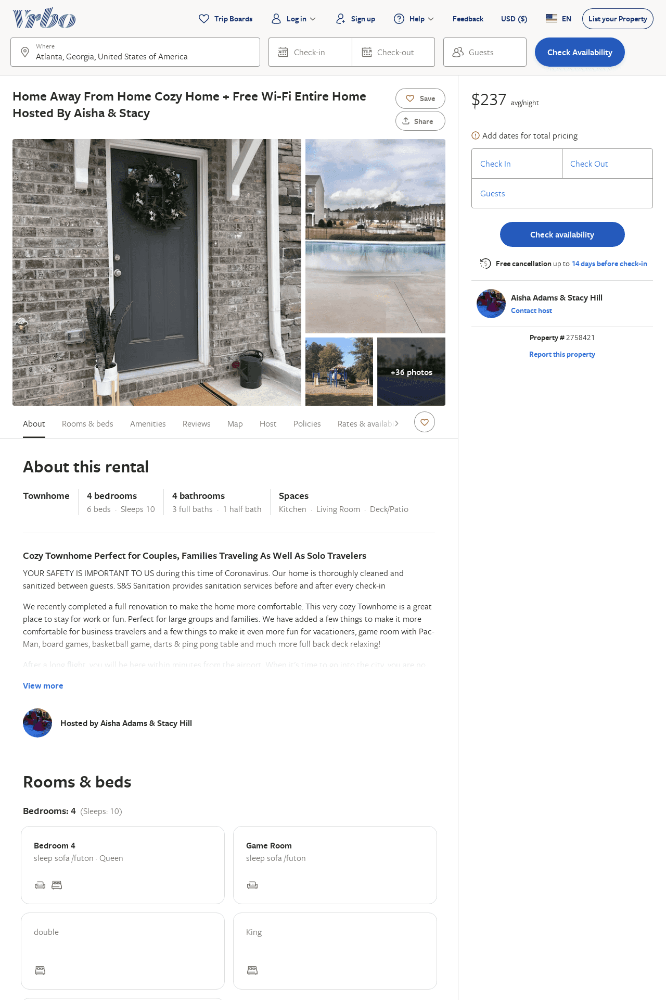 Vrbo
Trip Boards
Log in
Sign up
Help
Feedback
USD ($)
EN
List your Property
Where
Atlanta, Georgia, United States of America
Check-in
Check-out
Guests
Check Availability
Home Away From Home Cozy Home + Free Wi-Fi Entire Home
Hosted By Aisha & Stacy
Save
Share
+36 photos
$237 avg/night
Add dates for total pricing
Check In
Check Out
Guests
Check availability
Free cancellation up to 14 days before check-in
Aisha Adams & Stacy Hill
Contact host
Property # 2758421
Report this property
About
Rooms & beds
Amenities
Reviews
Map
Host
Policies
Rates & availab
About this rental
Townhome
4 bedrooms
6 beds · Sleeps 10
4 bathrooms
3 full baths · 1 half bath
Spaces
Kitchen · Living Room · Deck/Patio
Cozy Townhome Perfect for Couples, Families Traveling As Well As Solo Travelers
YOUR SAFETY IS IMPORTANT TO US during this time of Coronavirus. Our home is thoroughly cleaned and
sanitized between guests. S&S Sanitation provides sanitation services before and after every check-in
We recently completed a full renovation to make the home more comfortable. This very cozy Townhome is a great
place to stay for work or fun. Perfect for large groups and families. We have added a few things to make it more
comfortable for business travelers and a few things to make it even more fun for vacationers, game room with Pac-
Man, board games, basketball game, darts & ping pong table and much more full back deck relaxing!
After a long flight, you will be here within minutes from the airport. When it's time to go into the city, you are no
View more
Hosted by Aisha Adams & Stacy Hill
Rooms & beds
Bedrooms: 4 (Sleeps: 10)
Bedroom 4
sleep sofa /futon · Queen
Game Room
sleep sofa /futon
double
King